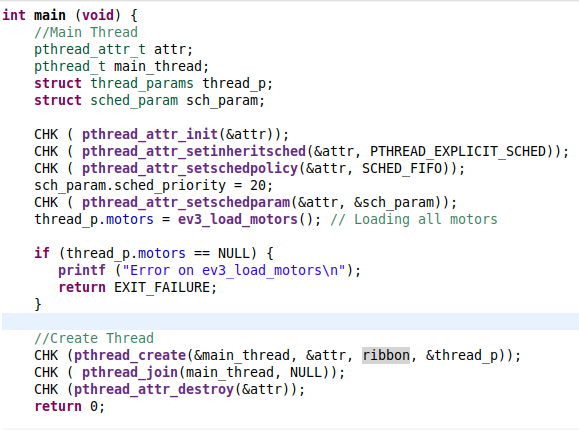 int main (void) {
//Main Thread
pthread_attr_t attr;
pthread_t main_thread;
struct thread_params thread_p;
struct sched_param sch_param;
CHK ( pthread_attr_init(&attr));
CHK ( pthread_attr_setinheritsched(&attr, PTHREAD_EXPLICIT_SCHED));
CHK ( pthread_attr_setschedpolicy(&attr, SCHED_FIFO));
sch_param.sched_priority = 20;
CHK ( pthread_attr_setschedparam(&attr, &sch_param));
thread_p.motors = ev3_load_motors(); // Loading all motors
if (thread_p.motors == NULL) {
printf ("Error on ev3_load_motors\n");
return EXIT_FAILURE;
}
//Create Thread
CHK (pthread_create(&main_thread, &attr, ribbon, &thread_p));
CHK ( pthread_join(main_thread, NULL));
CHK (pthread_attr_destroy(&attr));
return 0;